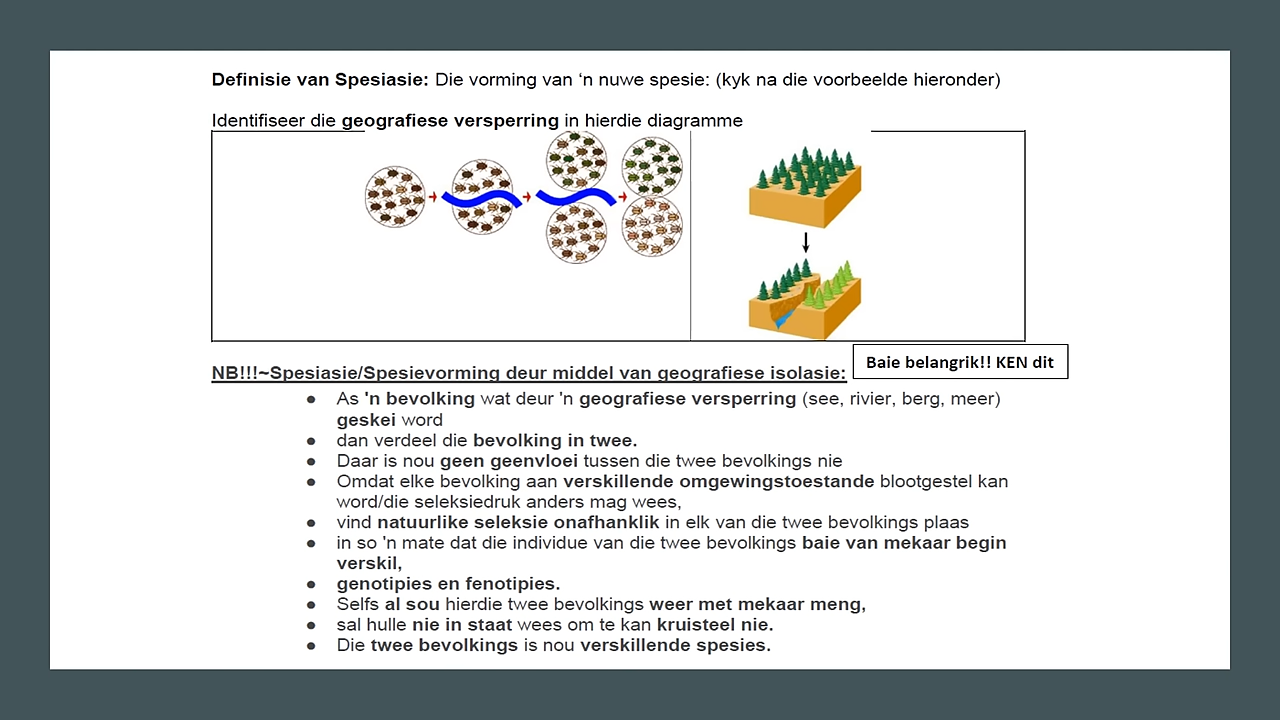 Definisie van Spesiasie: Die vorming van ‘n nuwe spesie: (kyk na die voorbeelde hieronder)
Identifiseer die geografiese versperring in hierdie diagramme
Baie belangrik!! KEN dit
NB!!!~Spesiasie/Spesievorming deur middel van geografiese isolasie:
● As 'n bevolking wat deur 'n geografiese versperring (see, rivier, berg, meer)
geskei word
● dan verdeel die bevolking in twee.
● Daar is nou geen geenvloei tussen die twee bevolkings nie
● Omdat elke bevolking aan verskillende omgewingstoestande blootgestel kan
word/die seleksiedruk anders mag wees,
● vind natuurlike seleksie onafhanklik in elk van die twee bevolkings plaas
● in so 'n mate dat die individue van die twee bevolkings baie van mekaar begin
verskil,
● genotipies en fenotipies.
● Selfs al sou hierdie twee bevolkings weer met mekaar meng,
● sal hulle nie in staat wees om te kan kruisteel nie.
● Die twee bevolkings is nou verskillende spesies.